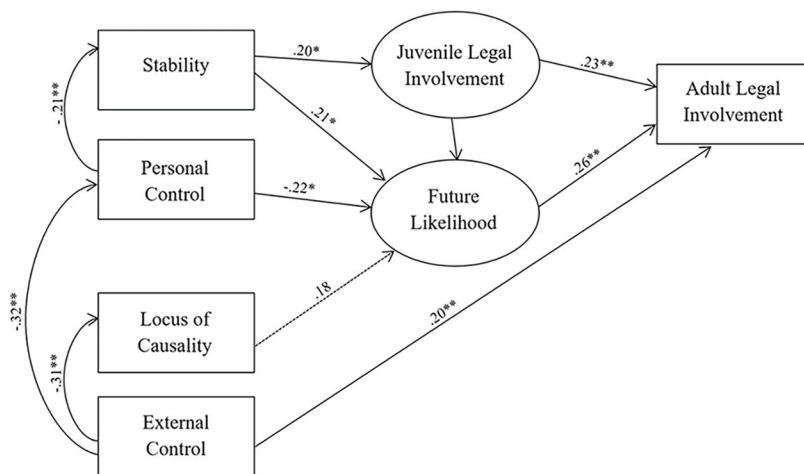 Stability
Personal
Control
Locus of
Causality
External
Control
Juvenile Legal
Involvement
Future
Likelihood
Adult Legal
Involvement
.20*
.21*
-.22*
.18
.23**
.26**
.20**
-.21**
-.32**
-.31**